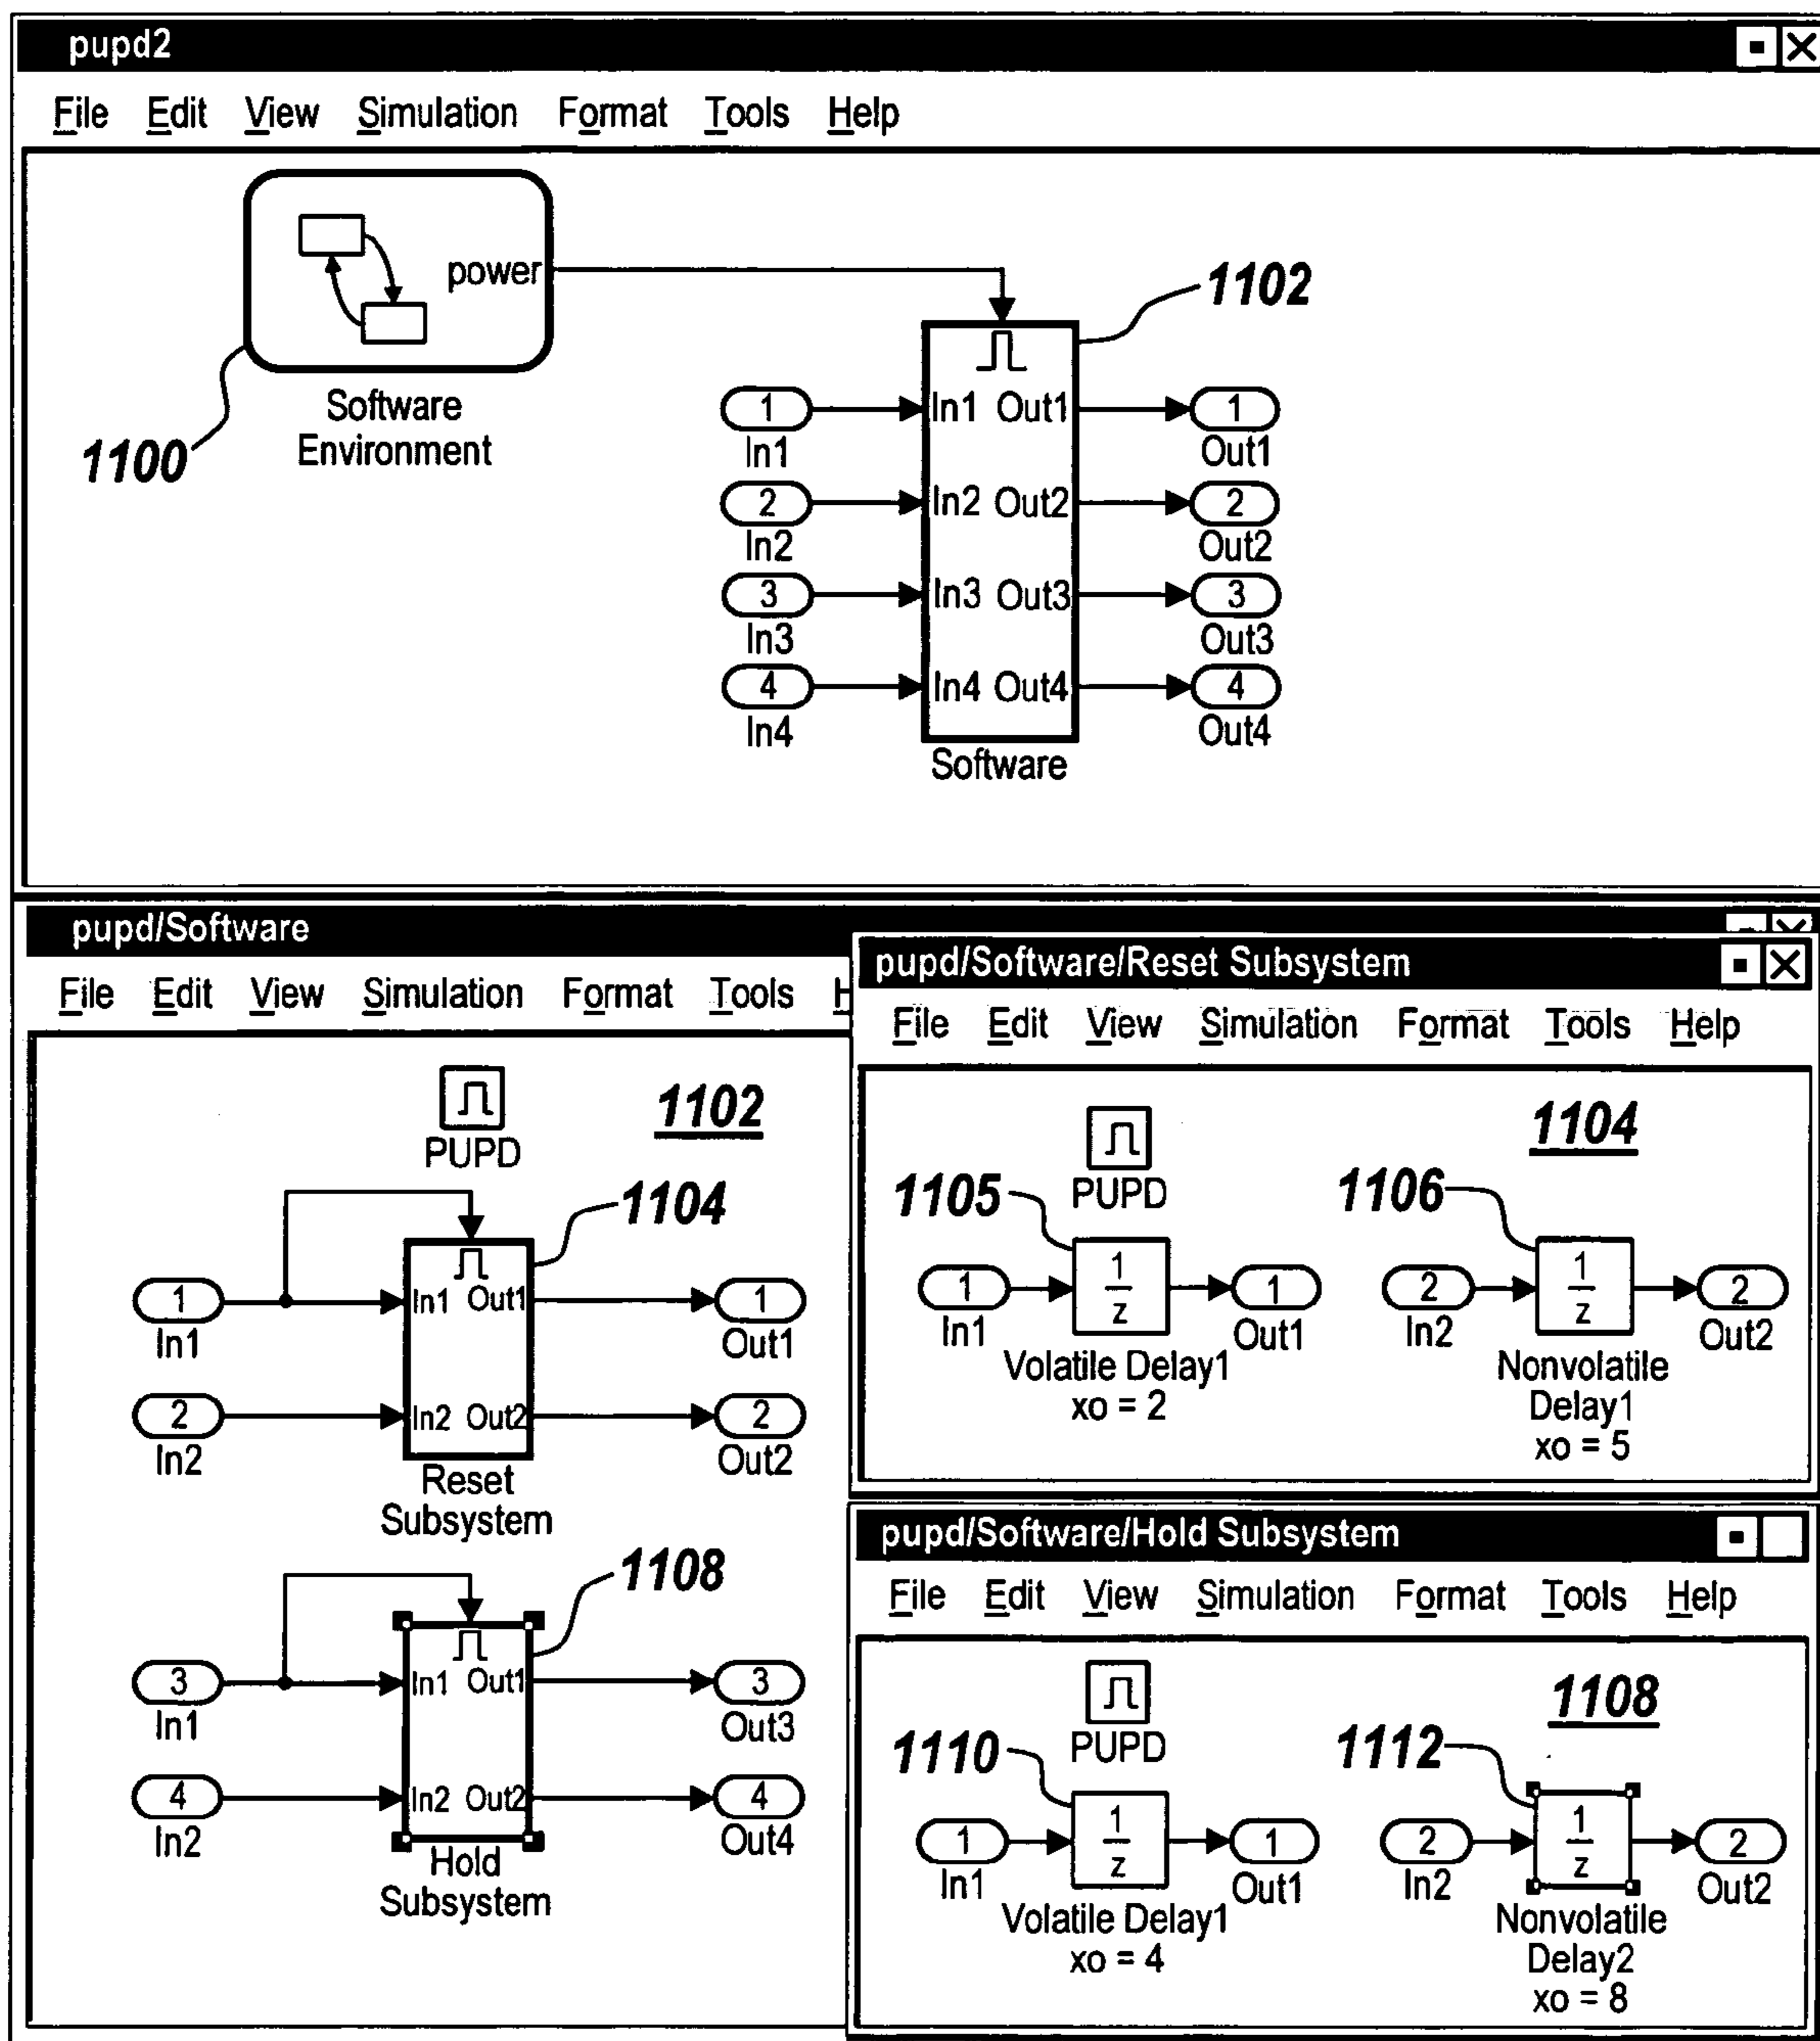 pupd2
File Edit View Simulation Format Tools Help
power
1102
Software
Environment
1100
1
In1
2
In2
3
In3
4
In4
In1 Out1
In2 Out2
In3 Out3
In4 Out4
Software
1
Out1
2
Out2
3
Out3
4
Out4
pupd/Software
File Edit View Simulation Format Tools H
PUPD
1102
1104
1
In1
2
In2
In1 Out1
In2 Out2
Reset
Subsystem
1
Out1
2
Out2
1108
3
In1
4
In2
In1 Out1
In2 Out2
Hold
Subsystem
3
Out3
4
Out4
pupd/Software/Reset Subsystem
File Edit View Simulation Format Tools Help
PUPD
1104
1105
1106
1
In1
1
z
Volatile Delay1
xo = 2
1
Out1
2
In2
1
z
Nonvolatile
Delay1
xo = 5
2
Out2
pupd/Software/Hold Subsystem
File Edit View Simulation Format Tools Help
PUPD
1108
1110
1112
1
In1
1
z
Volatile Delay1
xo = 4
1
Out1
2
In2
1
z
Nonvolatile
Delay2
xo = 8
2
Out2